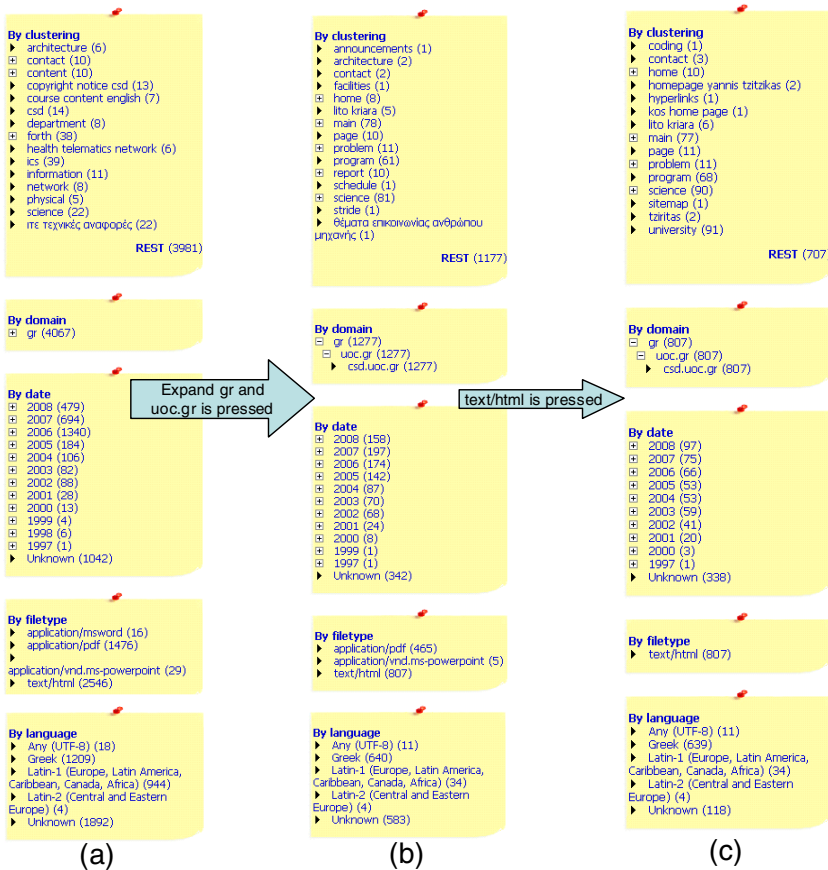 By clustering
architecture (6)
contact (10)
content (10)
copyright notice csd (13)
course content english (7)
csd (14)
department (8)
forth (38)
health telematics network (6)
ics (39)
information (11)
network (8)
physical (5)
science (22)
ιτε τεχνικές αναφορές (22)
REST (3981)
By domain
gr (4067)
By date
2008 (479)
2007 (694)
2006 (1340)
2005 (184)
2004 (106)
2003 (82)
2002 (88)
2001 (28)
2000 (13)
1999 (4)
1998 (6)
1997 (1)
Unknown (1042)
By filetype
application/msword (16)
application/pdf (1476)
application/vnd.ms-powerpoint (29)
text/html (2546)
By language
Any (UTF-8) (18)
Greek (1209)
Latin-1 (Europe, Latin America,
Caribbean, Canada, Africa) (944)
Latin-2 (Central and Eastern
Europe) (4)
Unknown (1892)
(a)
Expand gr and
uoc.gr is pressed
By clustering
announcements (1)
architecture (2)
contact (2)
facilities (1)
home (8)
lito kriara (5)
main (78)
page (10)
problem (11)
program (61)
report (10)
schedule (1)
science (81)
stride (1)
θέματα επικοινωνίας ανθρώπου
μηχανής (1)
REST (1177)
By domain
gr (1277)
uoc.gr (1277)
csd.uoc.gr (1277)
By date
2008 (158)
2007 (197)
2006 (174)
2005 (142)
2004 (87)
2003 (70)
2002 (68)
2001 (24)
2000 (8)
1999 (1)
1997 (1)
Unknown (342)
By filetype
application/pdf (465)
application/vnd.ms-powerpoint (5)
text/html (807)
By language
Any (UTF-8) (11)
Greek (640)
Latin-1 (Europe, Latin America,
Caribbean, Canada, Africa) (34)
Latin-2 (Central and Eastern
Europe) (4)
Unknown (583)
(b)
text/html is pressed
By clustering
coding (1)
contact (3)
home (10)
homepage yannis tzitzikas (2)
hyperlinks (1)
kos home page (1)
lito kriara (6)
main (77)
page (11)
problem (11)
program (68)
science (90)
sitemap (1)
tziritas (2)
university (91)
REST (707)
By domain
gr (807)
uoc.gr (807)
csd.uoc.gr (807)
By date
2008 (97)
2007 (75)
2006 (66)
2005 (53)
2004 (53)
2003 (59)
2002 (41)
2001 (20)
2000 (3)
1997 (1)
Unknown (338)
By filetype
text/html (807)
By language
Any (UTF-8) (11)
Greek (639)
Latin-1 (Europe, Latin America,
Caribbean, Canada, Africa) (34)
Latin-2 (Central and Eastern
Europe) (4)
Unknown (118)
(c)